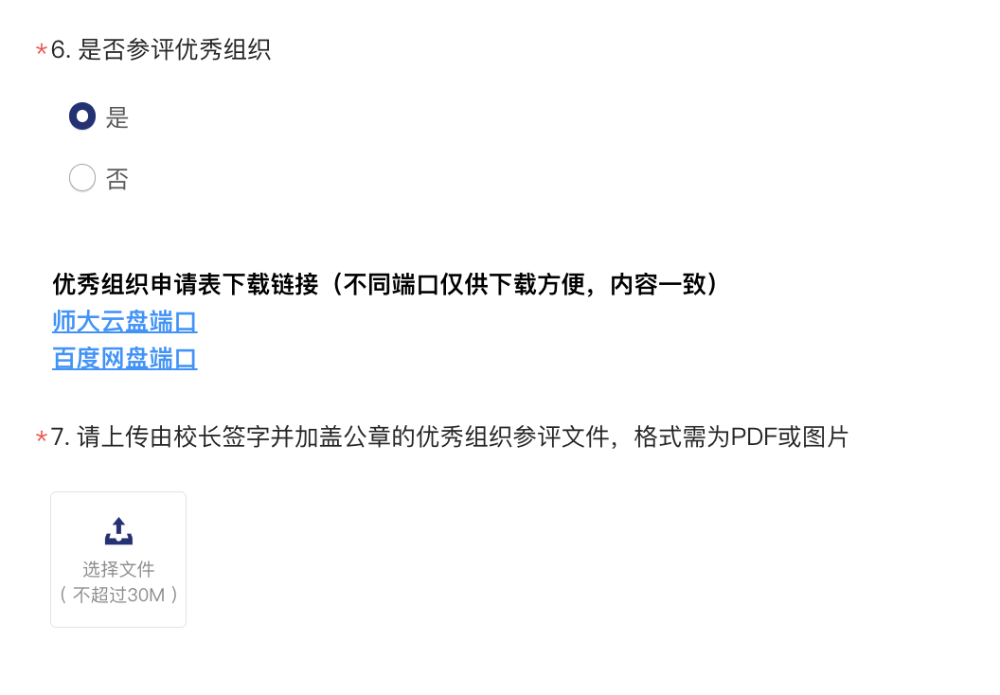 *6. 是否参评优秀组织
是
否
优秀组织申请表下载链接（不同端口仅供下载方便，内容一致）
师大云盘端口
百度网盘端口
*7. 请上传由校长签字并加盖公章的优秀组织参评文件，格式需为PDF或图片
选择文件
（不超过30M）